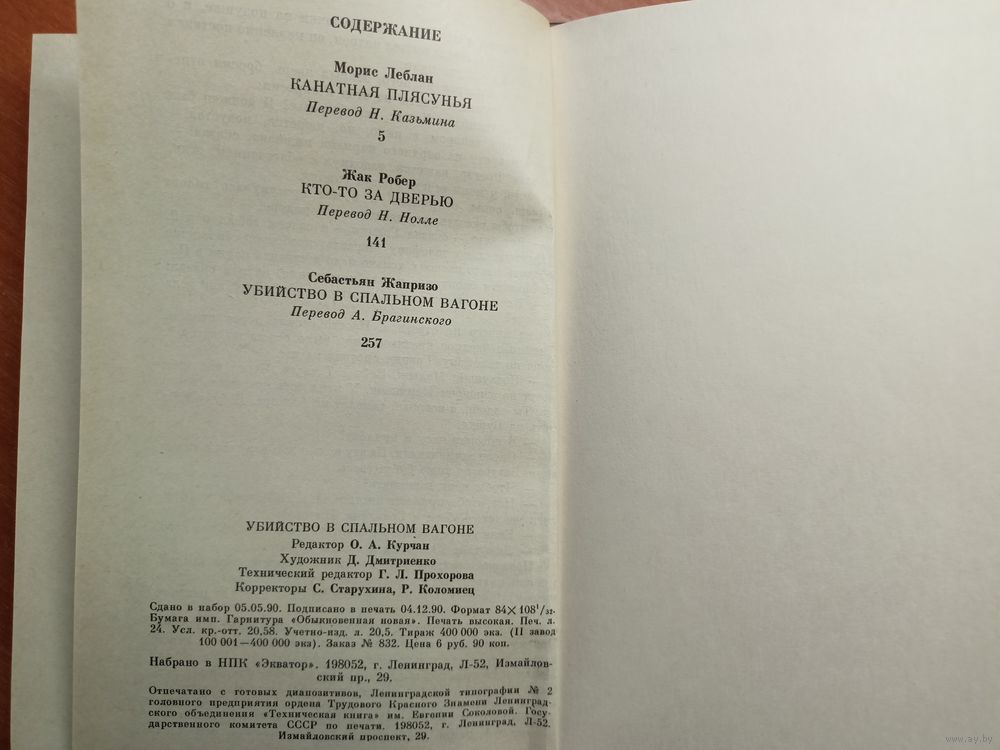 СОДЕРЖАНИЕ
Морис Леблан
КАНАТНАЯ ПЛЯСУНЬЯ
Перевод Н. Казьмина
5
Жак Робер
КТО-ТО ЗА ДВЕРЬЮ
Перевод Н. Нолле
141
Себастьян Жапризо
УБИЙСТВО В СПАЛЬНОМ ВАГОНЕ
Перевод А. Брагинского
257
УБИЙСТВО В СПАЛЬНОМ ВАГОНЕ
Редактор О. А. Курчан
Художник Д. Дмитриенко
Технический редактор Г. Л. Прохорова
Корректоры С. Старухина, Р. Коломиец
Сдано в набор 05.05.90. Подписано в печать 04.12.90. Формат 84×108¹/₃₂.
Бумага имп. Гарнитура «Обыкновенная новая». Печать высокая. Печ. л.
24. Усл. кр.-отт. 20,58. Учетно-изд. л. 20,5. Тираж 400 000 экз. (II завод
100 001—400 000 экз). Заказ № 832. Цена 6 руб. 90 коп.
Набрано в НПК «Экватор». 198052, г. Ленинград, Л-52, Измайлов-
ский пр., 29.
Отпечатано с готовых диапозитивов, Ленинградской типографии № 2
головного предприятия ордена Трудового Красного Знамени Ленинград-
ского объединения «Техническая книга» им. Евгении Соколовой. Госу-
дарственного комитета СССР по печати. 198052, г. Ленинград, Л-52.
Измайловский проспект, 29.
www.ay.by